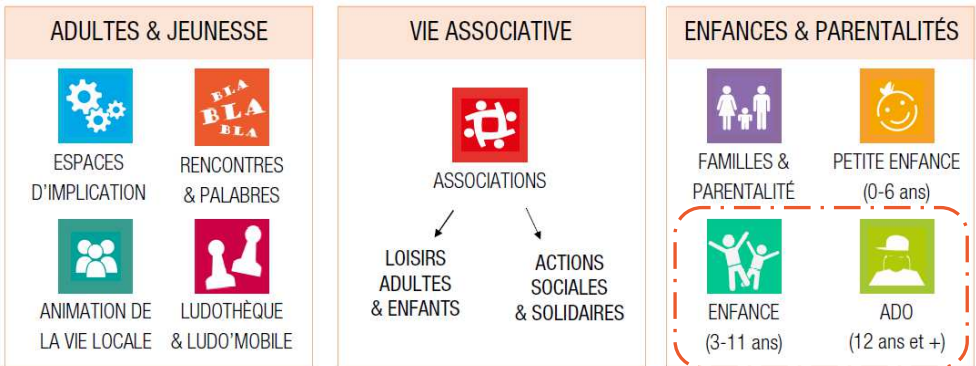 ADULTES & JEUNESSE
BLA
BLA
BLA
ESPACES
D'IMPLICATION
RENCONTRES
& PALABRES
ANIMATION DE
LA VIE LOCALE
LUDOTHÈQUE
& LUDO'MOBILE
VIE ASSOCIATIVE
ASSOCIATIONS
LOISIRS
ADULTES
& ENFANTS
ACTIONS
SOCIALES
& SOLIDAIRES
ENFANCES & PARENTALITÉS
FAMILLES &
PARENTALITÉ
PETITE ENFANCE
(0-6 ans)
ENFANCE
(3-11 ans)
ADO
(12 ans et +)